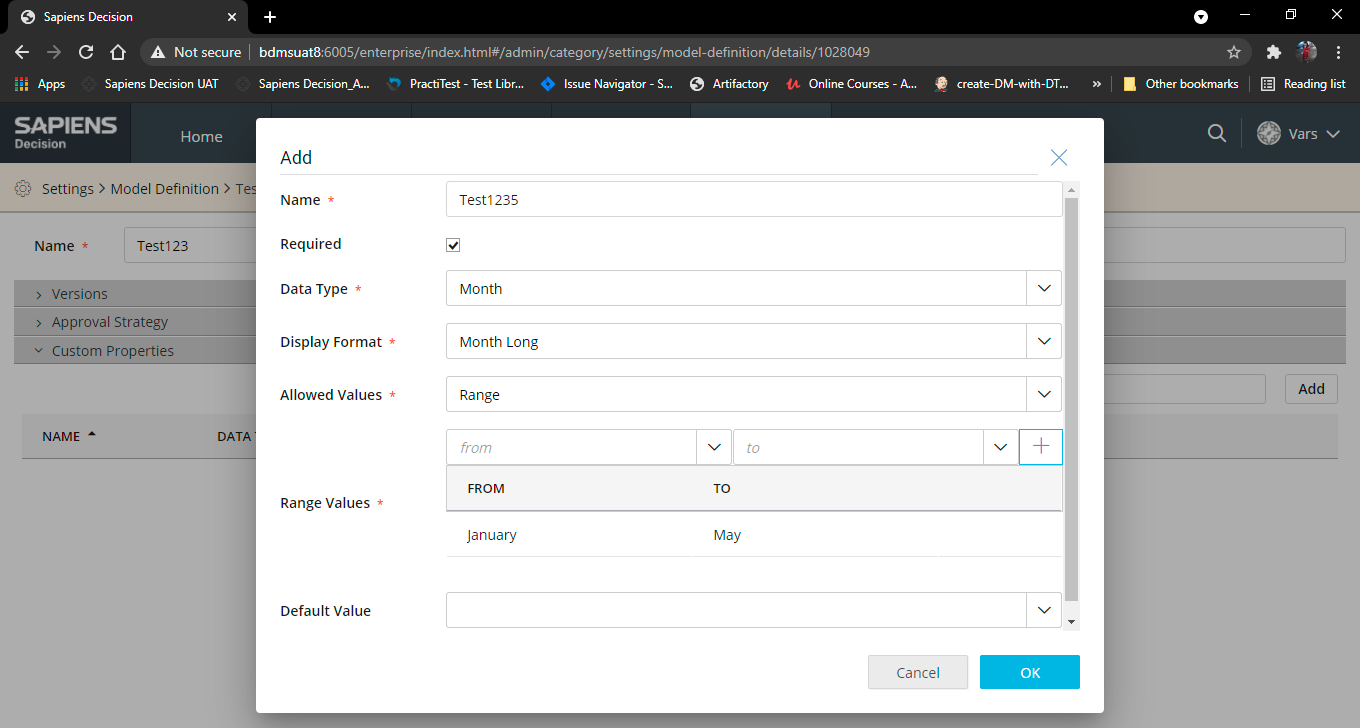 Sapiens Decision
Not secure bdmsuat8:6005/enterprise/index.html#/admin/category/settings/model-definition/details/1028049
Apps Sapiens Decision UAT Sapiens Decision_A... PractiTest - Test Libr... Issue Navigator - S... Artifactory Online Courses - A... create-DM-with-DT... » Other bookmarks Reading list
SAPIENS
Decision
Home
Vars
Settings > Model Definition > Tes
Name * Test123
Versions
Approval Strategy
Custom Properties
Add
NAME DATA
Add
Name * Test1235
Required
Data Type * Month
Display Format * Month Long
Allowed Values * Range
from to
Range Values *
FROM TO
January May
Default Value
Cancel OK